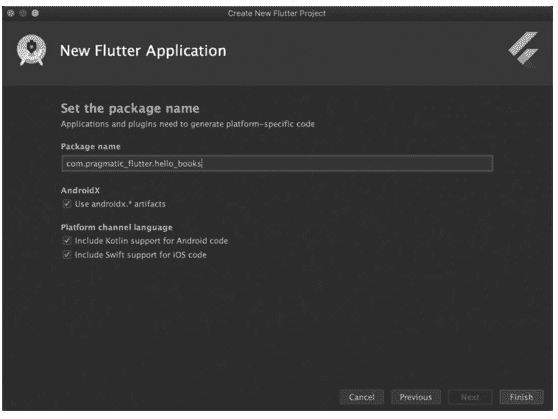 Create New Flutter Project
New Flutter Application
Set the package name
Applications and plugins need to generate platform-specific code
Package name
com.pragmatic_flutter.hello_books
AndroidX
Use androidx.* artifacts
Platform channel language
Include Kotlin support for Android code
Include Swift support for iOS code
Cancel Previous Next Finish